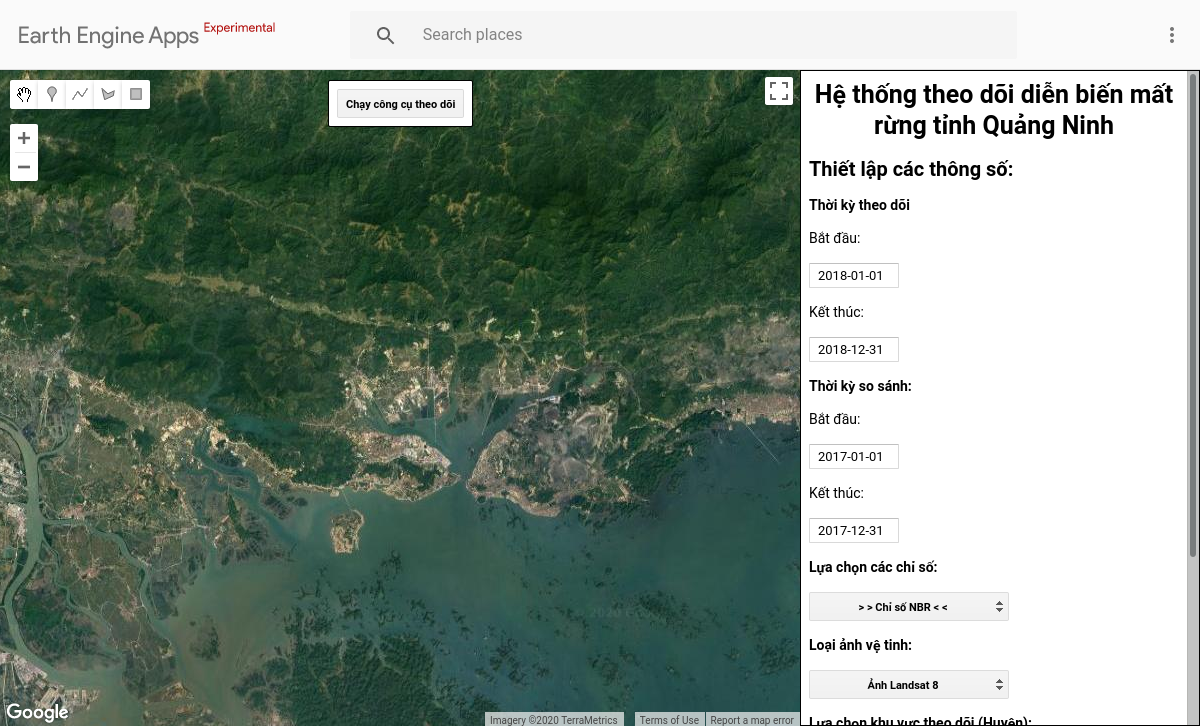 Earth Engine Apps Experimental
Search places
Chạy công cụ theo dõi
Hệ thống theo dõi diễn biến mất
rừng tỉnh Quảng Ninh
Thiết lập các thông số:
Thời kỳ theo dõi
Bắt đầu:
2018-01-01
Kết thúc:
2018-12-31
Thời kỳ so sánh:
Bắt đầu:
2017-01-01
Kết thúc:
2017-12-31
Lựa chọn các chỉ số:
> > Chỉ số NBR < <
Loại ảnh vệ tinh:
Ảnh Landsat 8
Lựa chọn khu vực theo dõi (Huyện):
Google
Imagery ©2020 TerraMetrics
Terms of Use
Report a map error